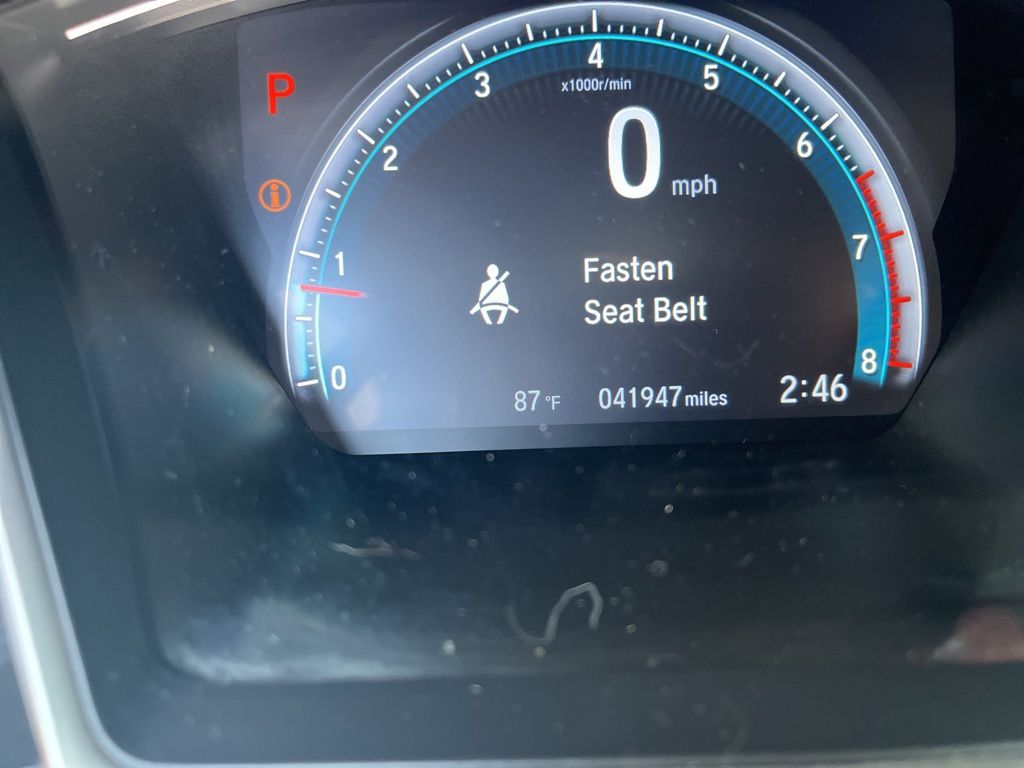 P
i
0
1
2
3
4
5
6
7
8
x1000r/min
0 mph
Fasten
Seat Belt
87 °F 041947 miles 2:46